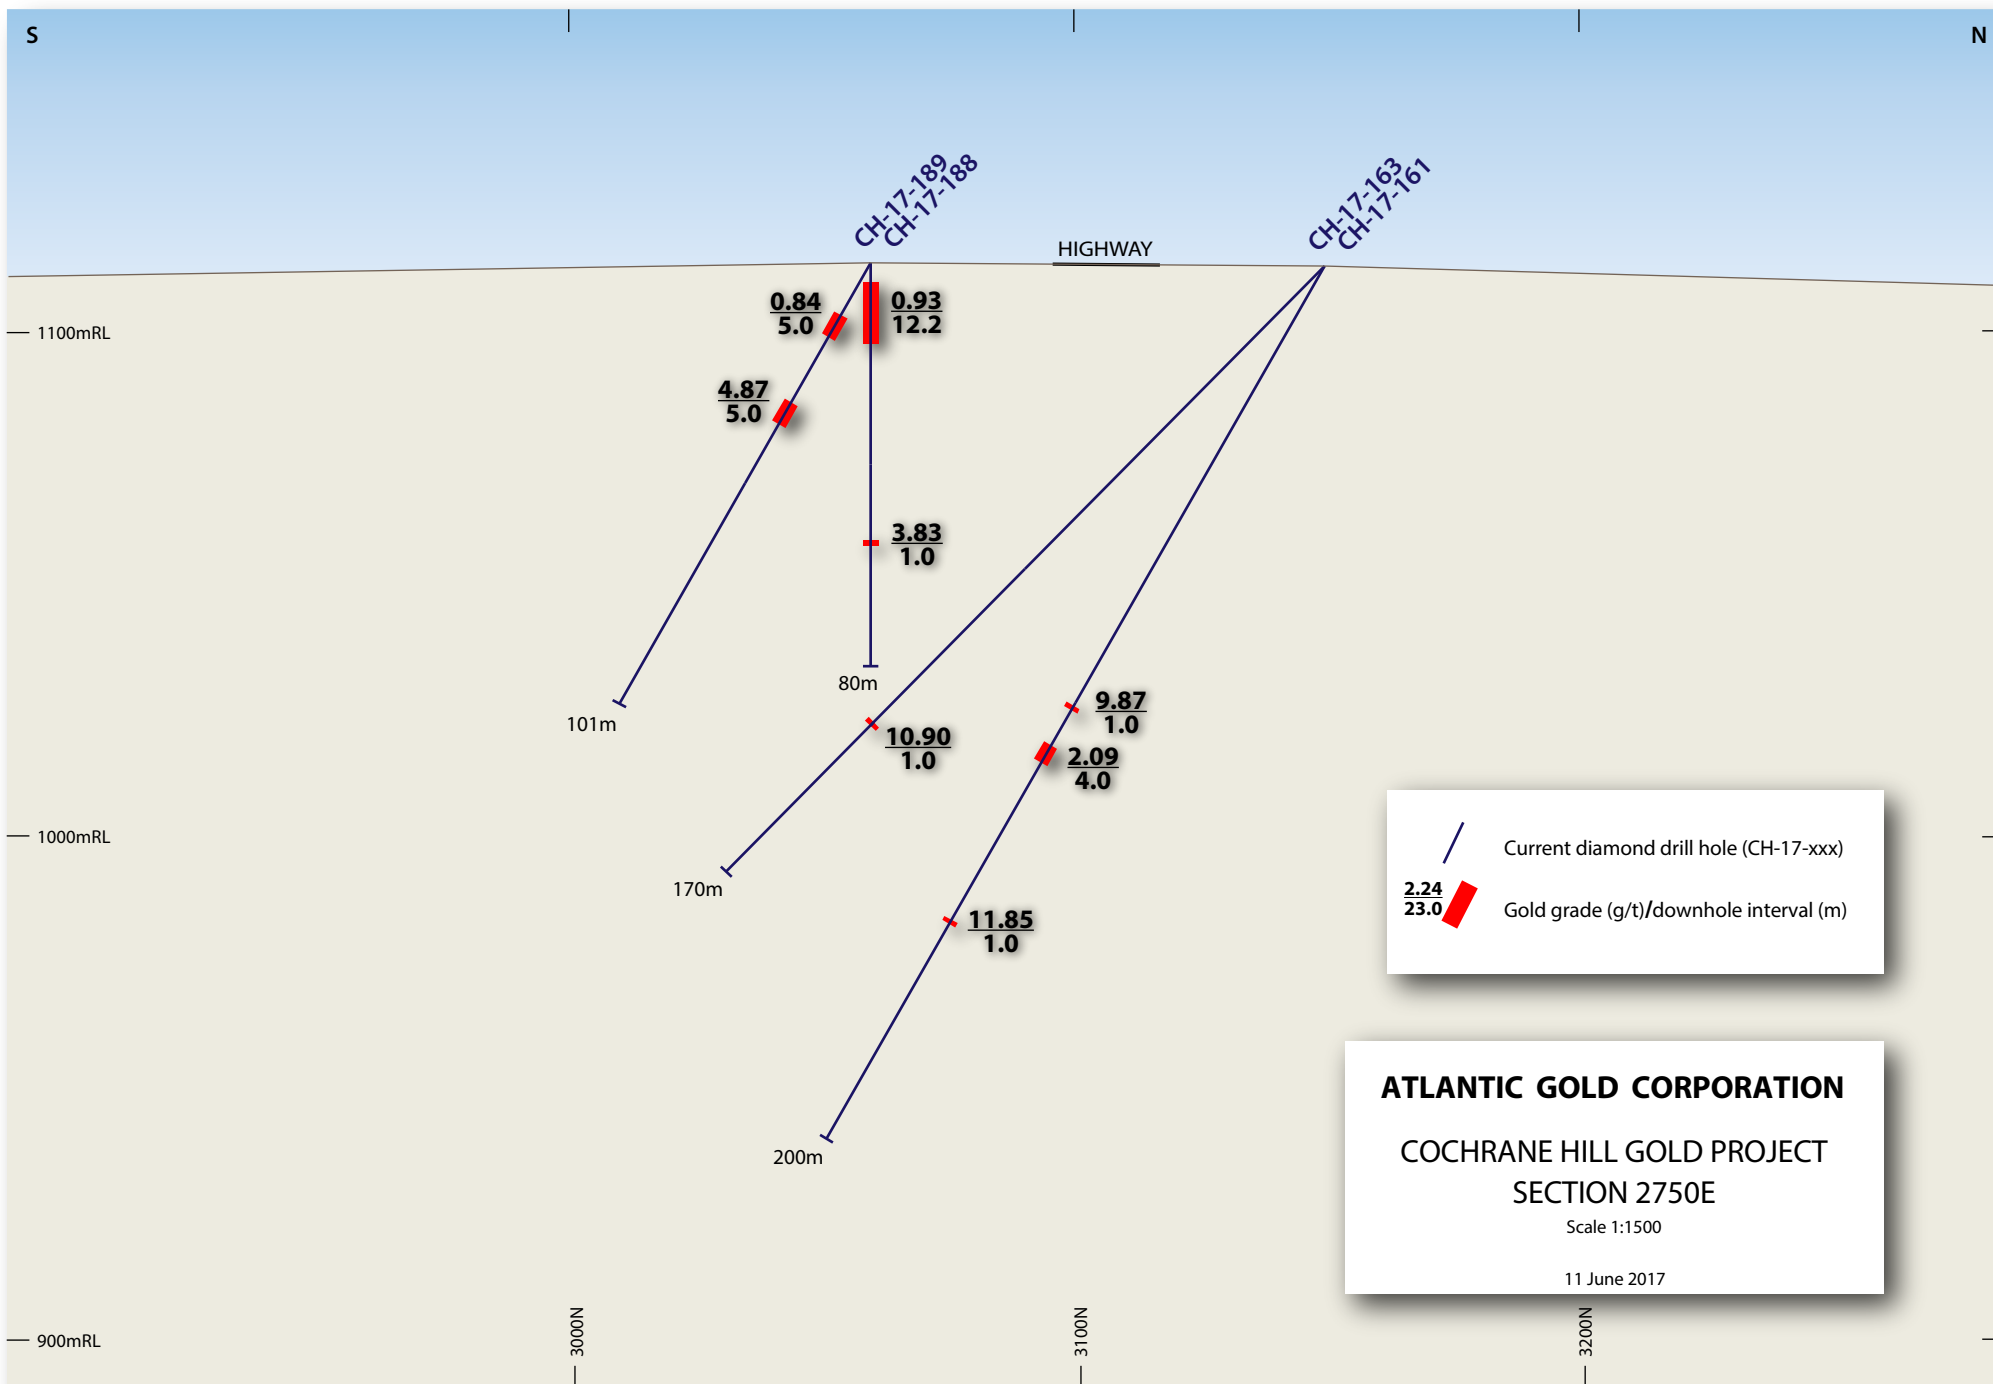 S
N
CH-17-189
CH-17-188
CH-17-163
CH-17-161
HIGHWAY
0.84
5.0
0.93
12.2
1100mRL
4.87
5.0
3.83
1.0
80m
101m
9.87
1.0
10.90
1.0
2.09
4.0
1000mRL
170m
11.85
1.0
200m
Current diamond drill hole (CH-17-xxx)
2.24
23.0
Gold grade (g/t)/downhole interval (m)
ATLANTIC GOLD CORPORATION
COCHRANE HILL GOLD PROJECT
SECTION 2750E
Scale 1:1500
11 June 2017
900mRL
3000N
3100N
3200N